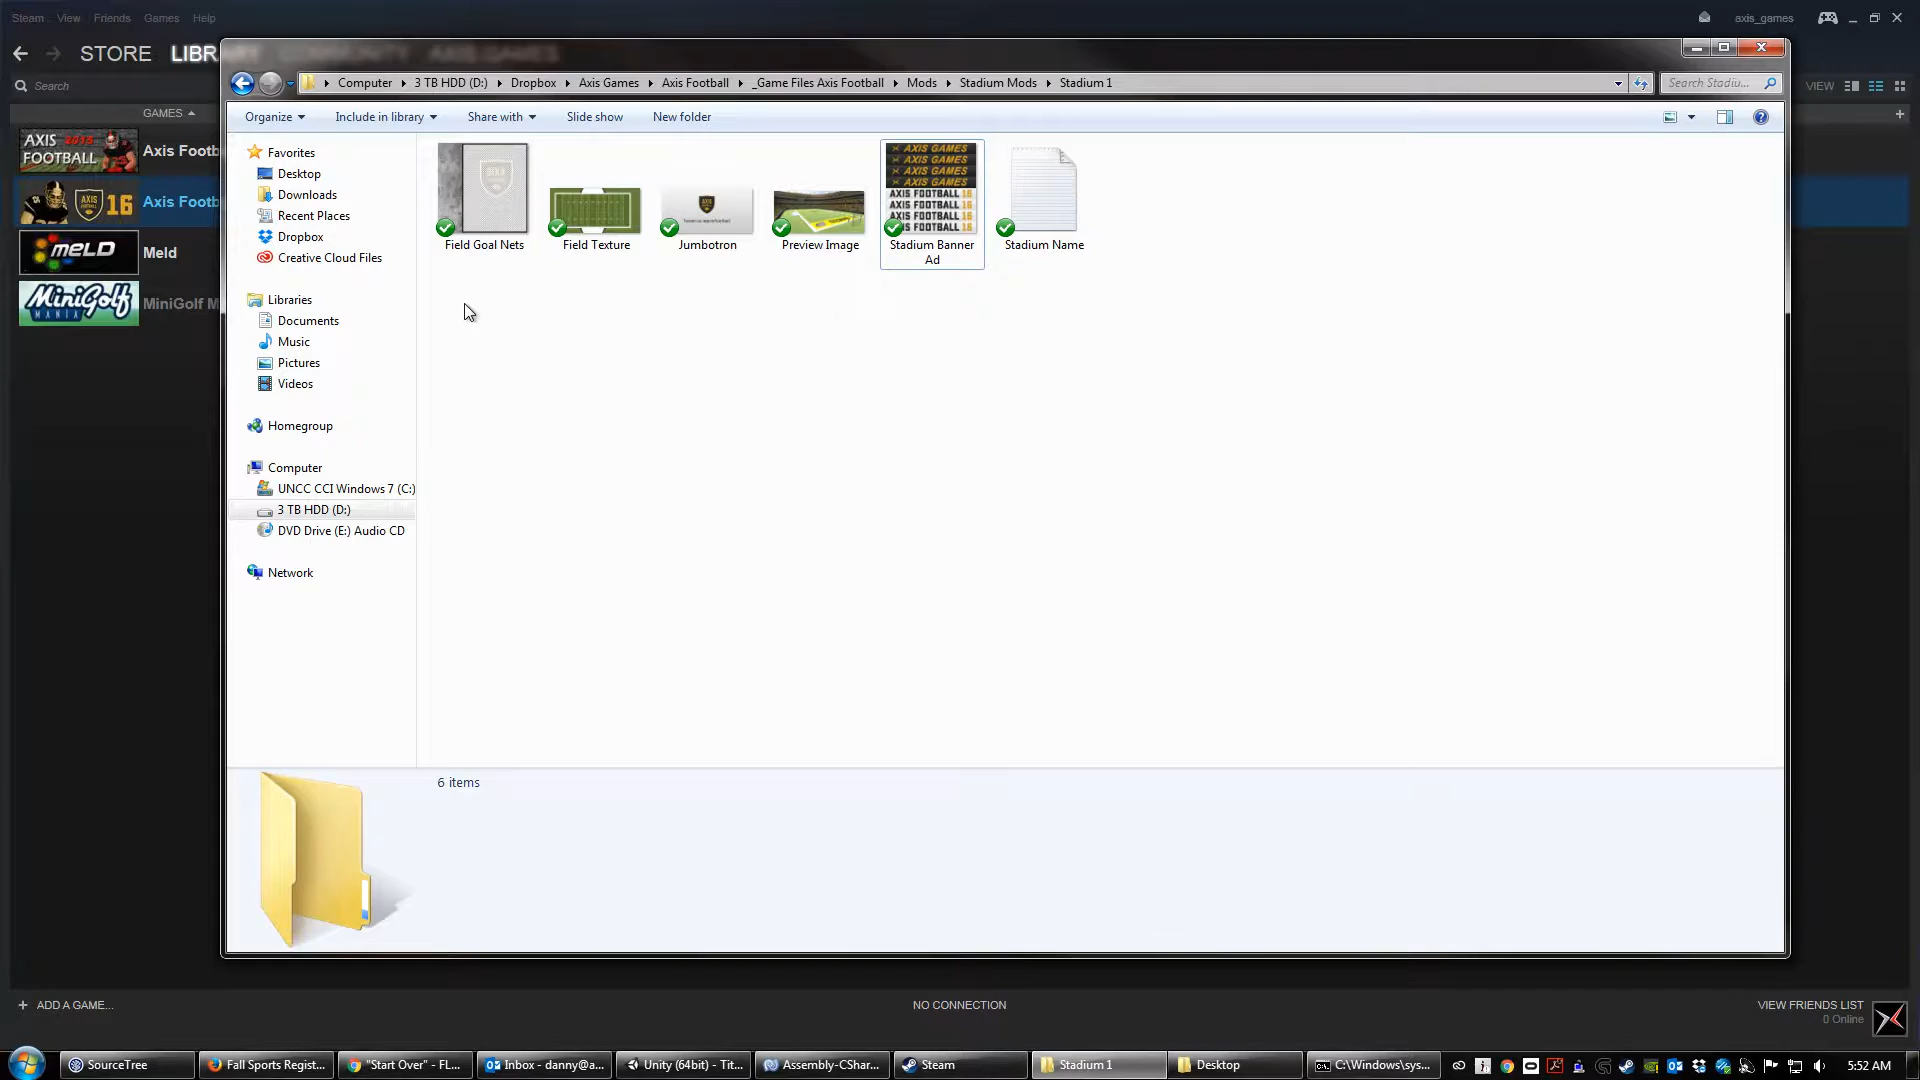 Steam View Friends Games Help
axis_games
STORE LIBRARY COMMUNITY AXIS GAMES
Search
VIEW
GAMES
AXIS 2015 FOOTBALL Axis Footb
AXIS 16 Axis Footb
MELD Meld
MiniGolf MANIA MiniGolf M
Computer 3 TB HDD (D:) Dropbox Axis Games Axis Football _Game Files Axis Football Mods Stadium Mods Stadium 1
Search Stadiu...
Organize Include in library Share with Slide show New folder
Favorites
Desktop
Downloads
Recent Places
Dropbox
Creative Cloud Files
Libraries
Documents
Music
Pictures
Videos
Homegroup
Computer
UNCC CCI Windows 7 (C:)
3 TB HDD (D:)
DVD Drive (E:) Audio CD
Network
AXIS GAMES
AXIS GAMES
AXIS GAMES
AXIS GAMES
AXIS FOOTBALL 16
AXIS FOOTBALL 16
AXIS FOOTBALL 16
AXIS FOOTBALL 16
Field Goal Nets
Field Texture
Jumbotron
Preview Image
Stadium Banner
Ad
Stadium Name
6 items
+ ADD A GAME...
NO CONNECTION
VIEW FRIENDS LIST
0 Online
SourceTree
Fall Sports Regist...
"Start Over" - FL...
Inbox - danny@a...
Unity (64bit) - Tit...
Assembly-CShar...
Steam
Stadium 1
Desktop
C:\Windows\sys...
5:52 AM